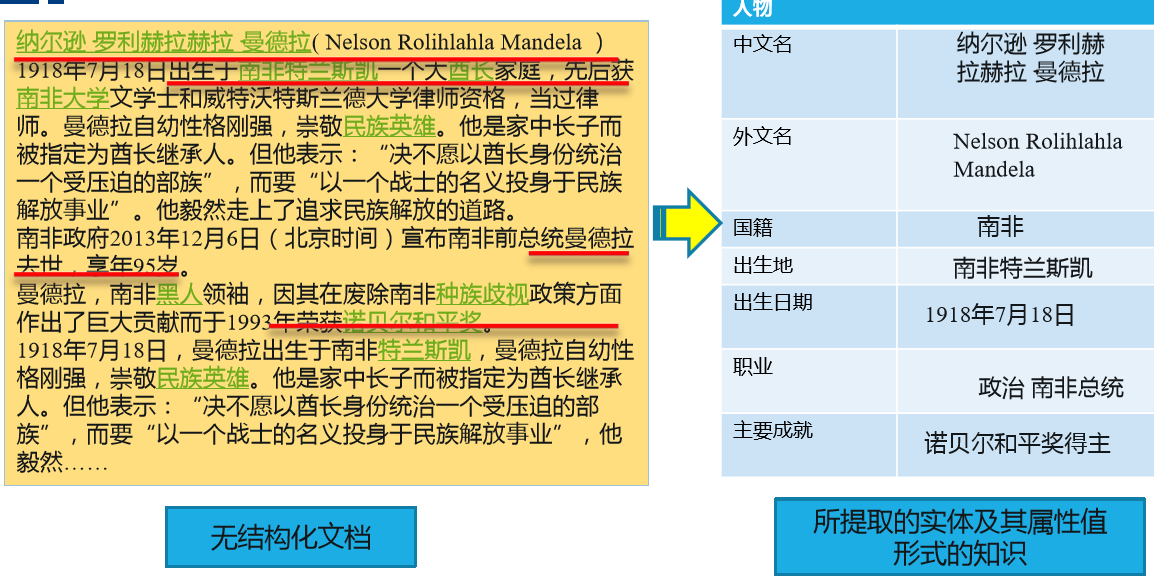 纳尔逊 罗利赫拉赫拉 曼德拉( Nelson Rolihlahla Mandela ）
1918年7月18日出生于南非特兰斯凯一个大酋长家庭，先后获
南非大学文学士和威特沃特斯兰德大学律师资格，当过律
师。曼德拉自幼性格刚强，崇敬民族英雄。他是家中长子而
被指定为酋长继承人。但他表示：“决不愿以酋长身份统治
一个受压迫的部族”，而要“以一个战士的名义投身于民族
解放事业”。他毅然走上了追求民族解放的道路。
南非政府2013年12月6日（北京时间）宣布南非前总统曼德拉
去世，享年95岁。
曼德拉，南非黑人领袖，因其在废除南非种族歧视政策方面
作出了巨大贡献而于1993年荣获诺贝尔和平奖。
1918年7月18日，曼德拉出生于南非特兰斯凯，曼德拉自幼性
格刚强，崇敬民族英雄。他是家中长子而被指定为酋长继承
人。但他表示：“决不愿以酋长身份统治一个受压迫的部
族”，而要“以一个战士的名义投身于民族解放事业”，他
毅然……
无结构化文档
人物
中文名
纳尔逊 罗利赫
拉赫拉 曼德拉
外文名
Nelson Rolihlahla
Mandela
国籍
南非
出生地
南非特兰斯凯
出生日期
1918年7月18日
职业
政治 南非总统
主要成就
诺贝尔和平奖得主
所提取的实体及其属性值
形式的知识